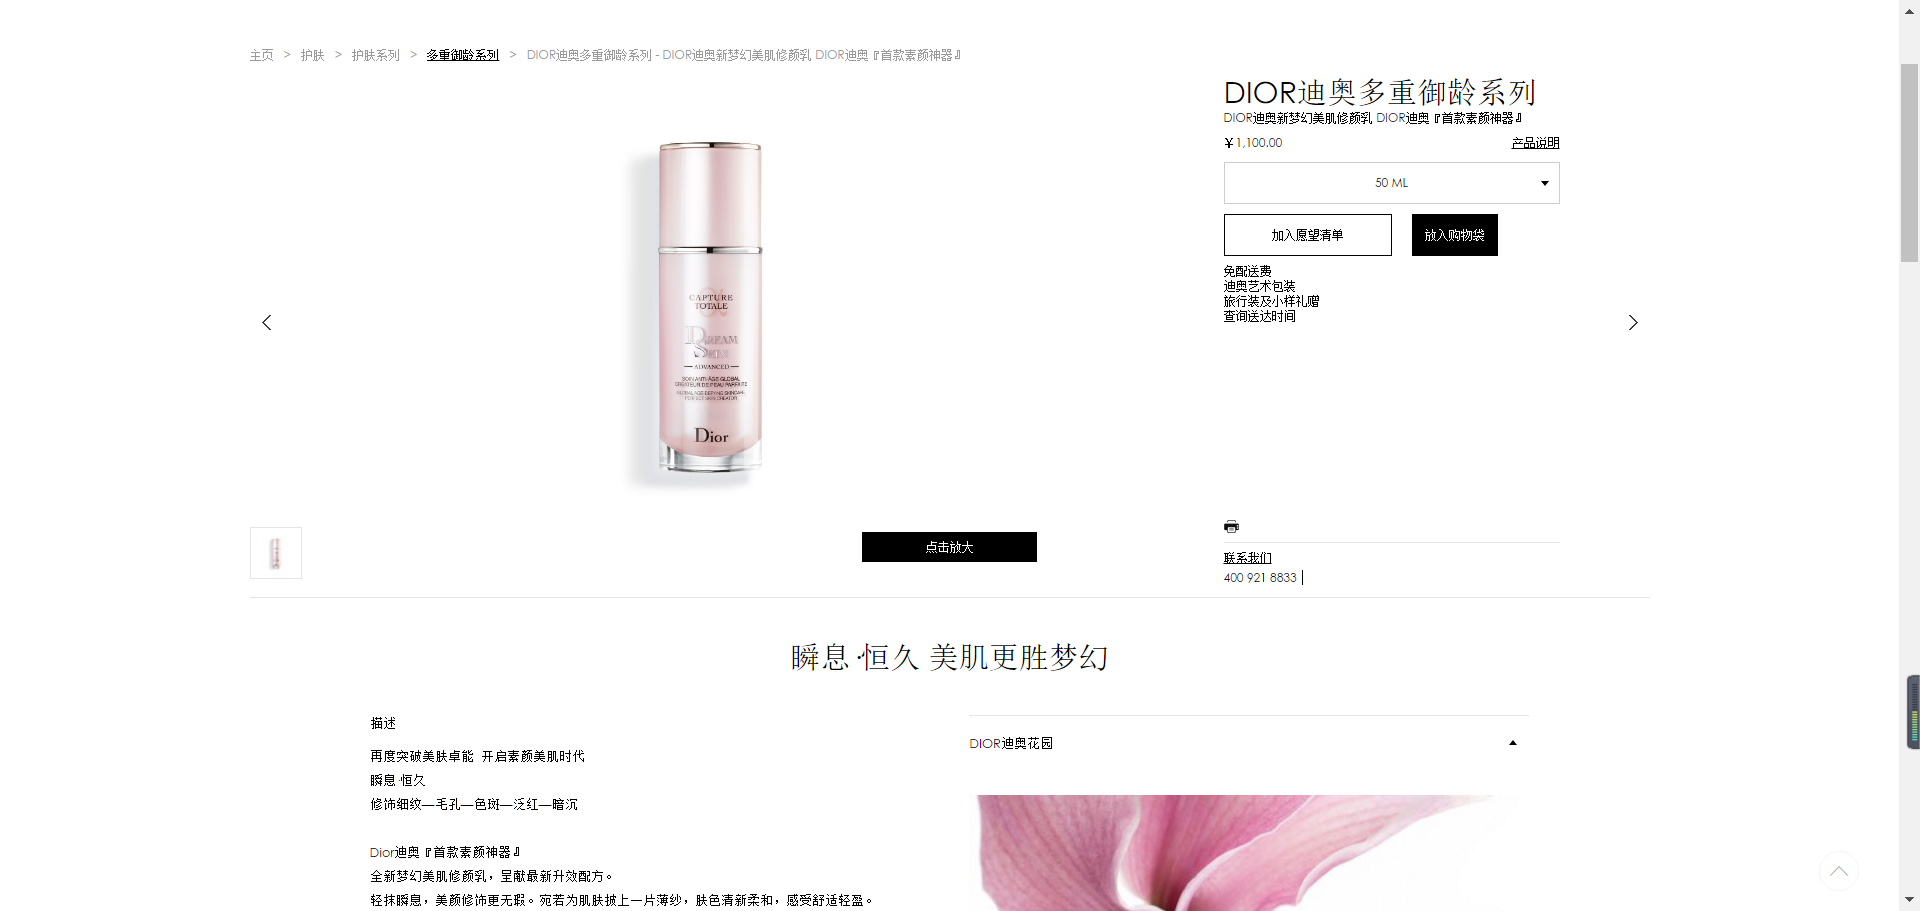 主页 > 护肤 > 护肤系列 > 多重御龄系列 > DIOR迪奥多重御龄系列 - DIOR迪奥新梦幻美肌修颜乳 DIOR迪奥『首款素颜神器』
DIOR迪奥多重御龄系列
DIOR迪奥新梦幻美肌修颜乳 DIOR迪奥『首款素颜神器』
￥1,100.00
产品说明
50 ML
加入愿望清单
放入购物袋
免配送费
迪奥艺术包装
旅行装及小样礼赠
查询送达时间
CAPTURE
TOTALE
DREAM
SKIN
ADVANCED
SOIN ANTI-ÂGE GLOBAL
CRÉATEUR DE PEAU PARFAITE
GLOBAL AGE-DEFYING SKINCARE
PERFECT SKIN CREATOR
Dior
点击放大
联系我们
400 921 8833
瞬息·恒久 美肌更胜梦幻
描述
再度突破美肤卓能 开启素颜美肌时代
瞬息·恒久
修饰细纹—毛孔—色斑—泛红—暗沉
Dior迪奥『首款素颜神器』
全新梦幻美肌修颜乳，呈献最新升效配方。
轻抹瞬息，美颜修饰更无瑕。宛若为肌肤披上一片薄纱，肤色清新柔和，感受舒适轻盈。
DIOR迪奥花园